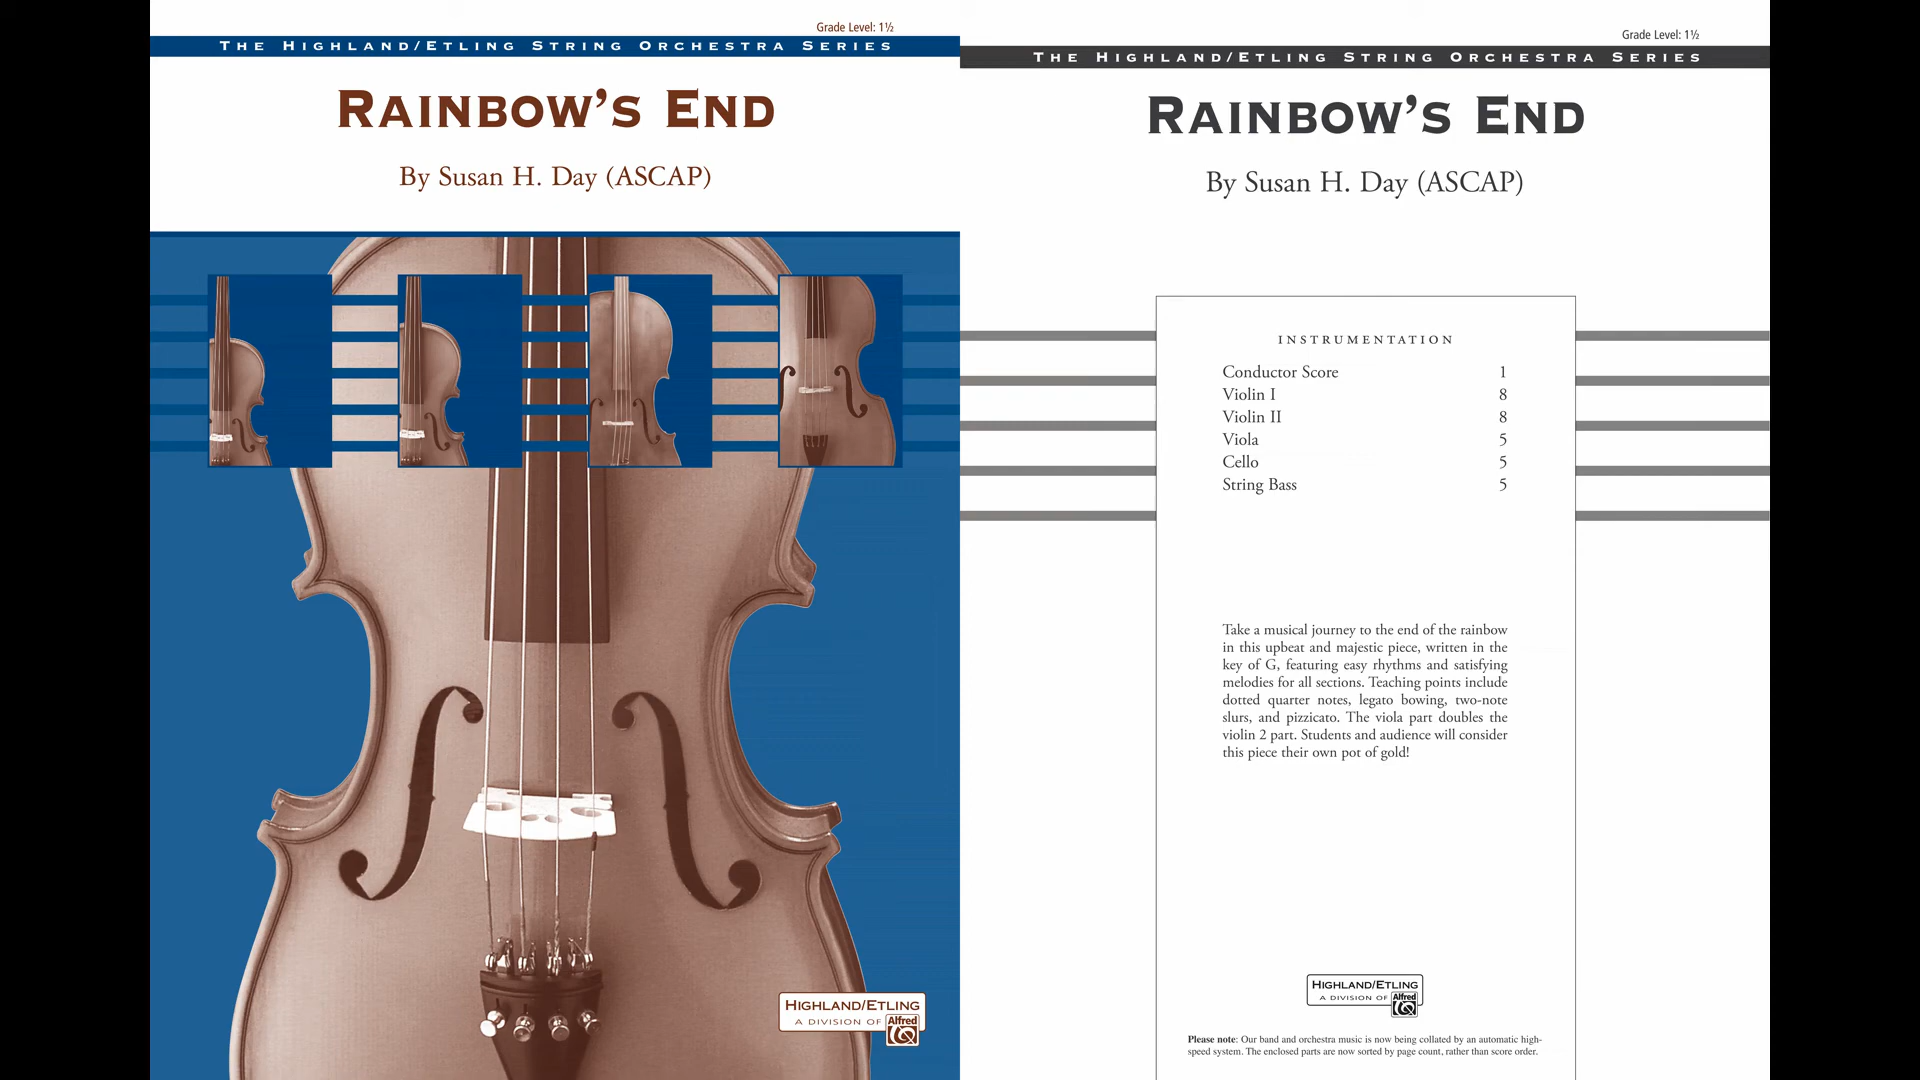 Grade Level: 1½
THE HIGHLAND/ETLING STRING ORCHESTRA SERIES
RAINBOW'S END
By Susan H. Day (ASCAP)
HIGHLAND/ETLING
A DIVISION OF Alfred
Grade Level: 1½
THE HIGHLAND/ETLING STRING ORCHESTRA SERIES
RAINBOW'S END
By Susan H. Day (ASCAP)
INSTRUMENTATION
Conductor Score 1
Violin I 8
Violin II 8
Viola 5
Cello 5
String Bass 5
Take a musical journey to the end of the rainbow
in this upbeat and majestic piece, written in the
key of G, featuring easy rhythms and satisfying
melodies for all sections. Teaching points include
dotted quarter notes, legato bowing, two-note
slurs, and pizzicato. The viola part doubles the
violin 2 part. Students and audience will consider
this piece their own pot of gold!
HIGHLAND/ETLING
A DIVISION OF Alfred
Please note: Our band and orchestra music is now being collated by an automatic high-
speed system. The enclosed parts are now sorted by page count, rather than score order.